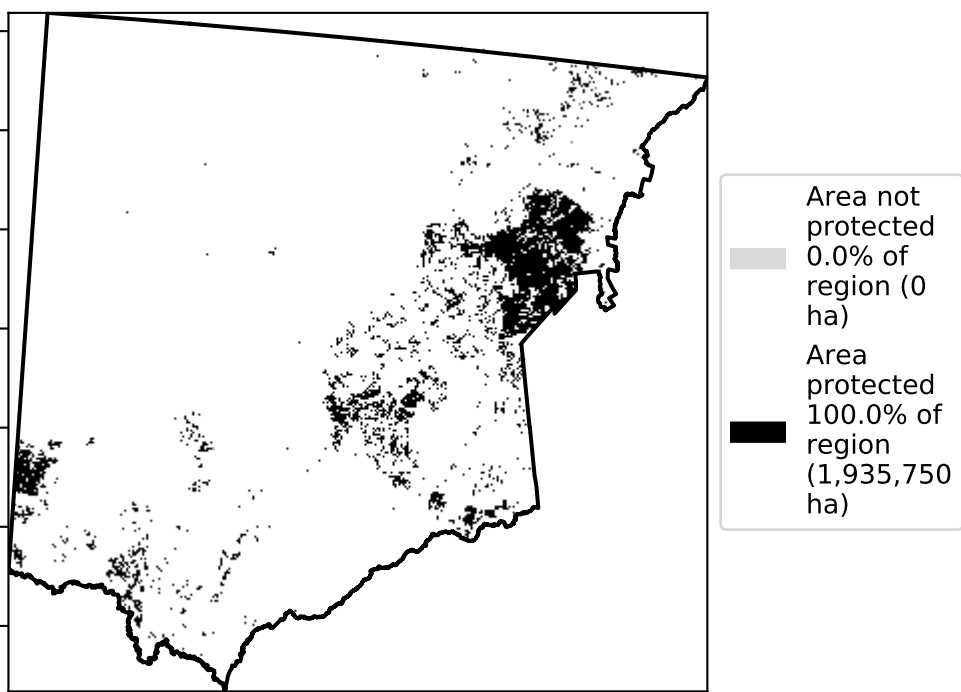 Area not
protected
0.0% of
region (0
ha)
Area
protected
100.0% of
region
(1,935,750
ha)